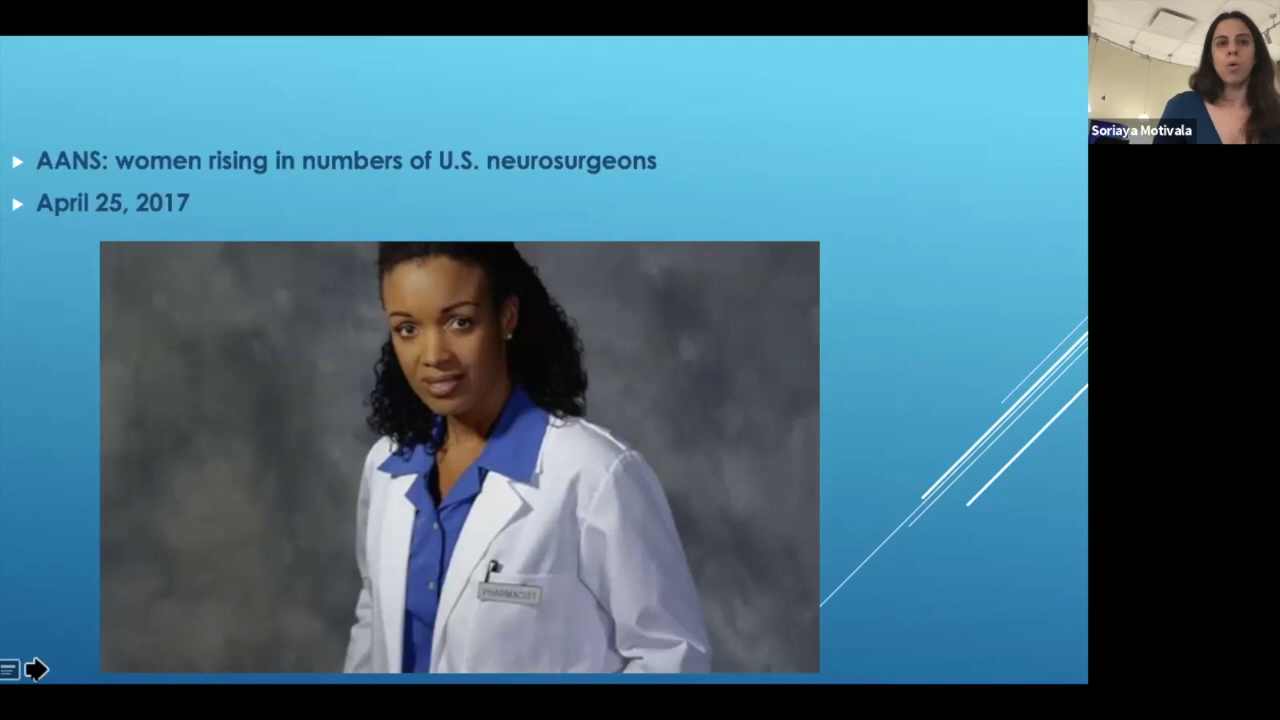 AANS: women rising in numbers of U.S. neurosurgeons
April 25, 2017
Soriaya Motivala
PHARMACIST